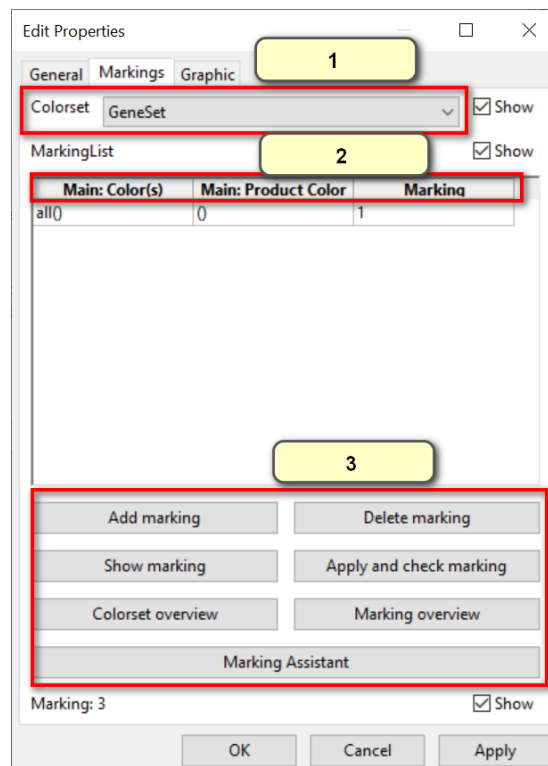 Edit Properties
1
General Markings Graphic
Colorset GeneSet Show
2
MarkingList Show
Main: Color(s) Main: Product Color Marking
all() () 1
3
Add marking Delete marking
Show marking Apply and check marking
Colorset overview Marking overview
Marking Assistant
Marking: 3 Show
OK Cancel Apply